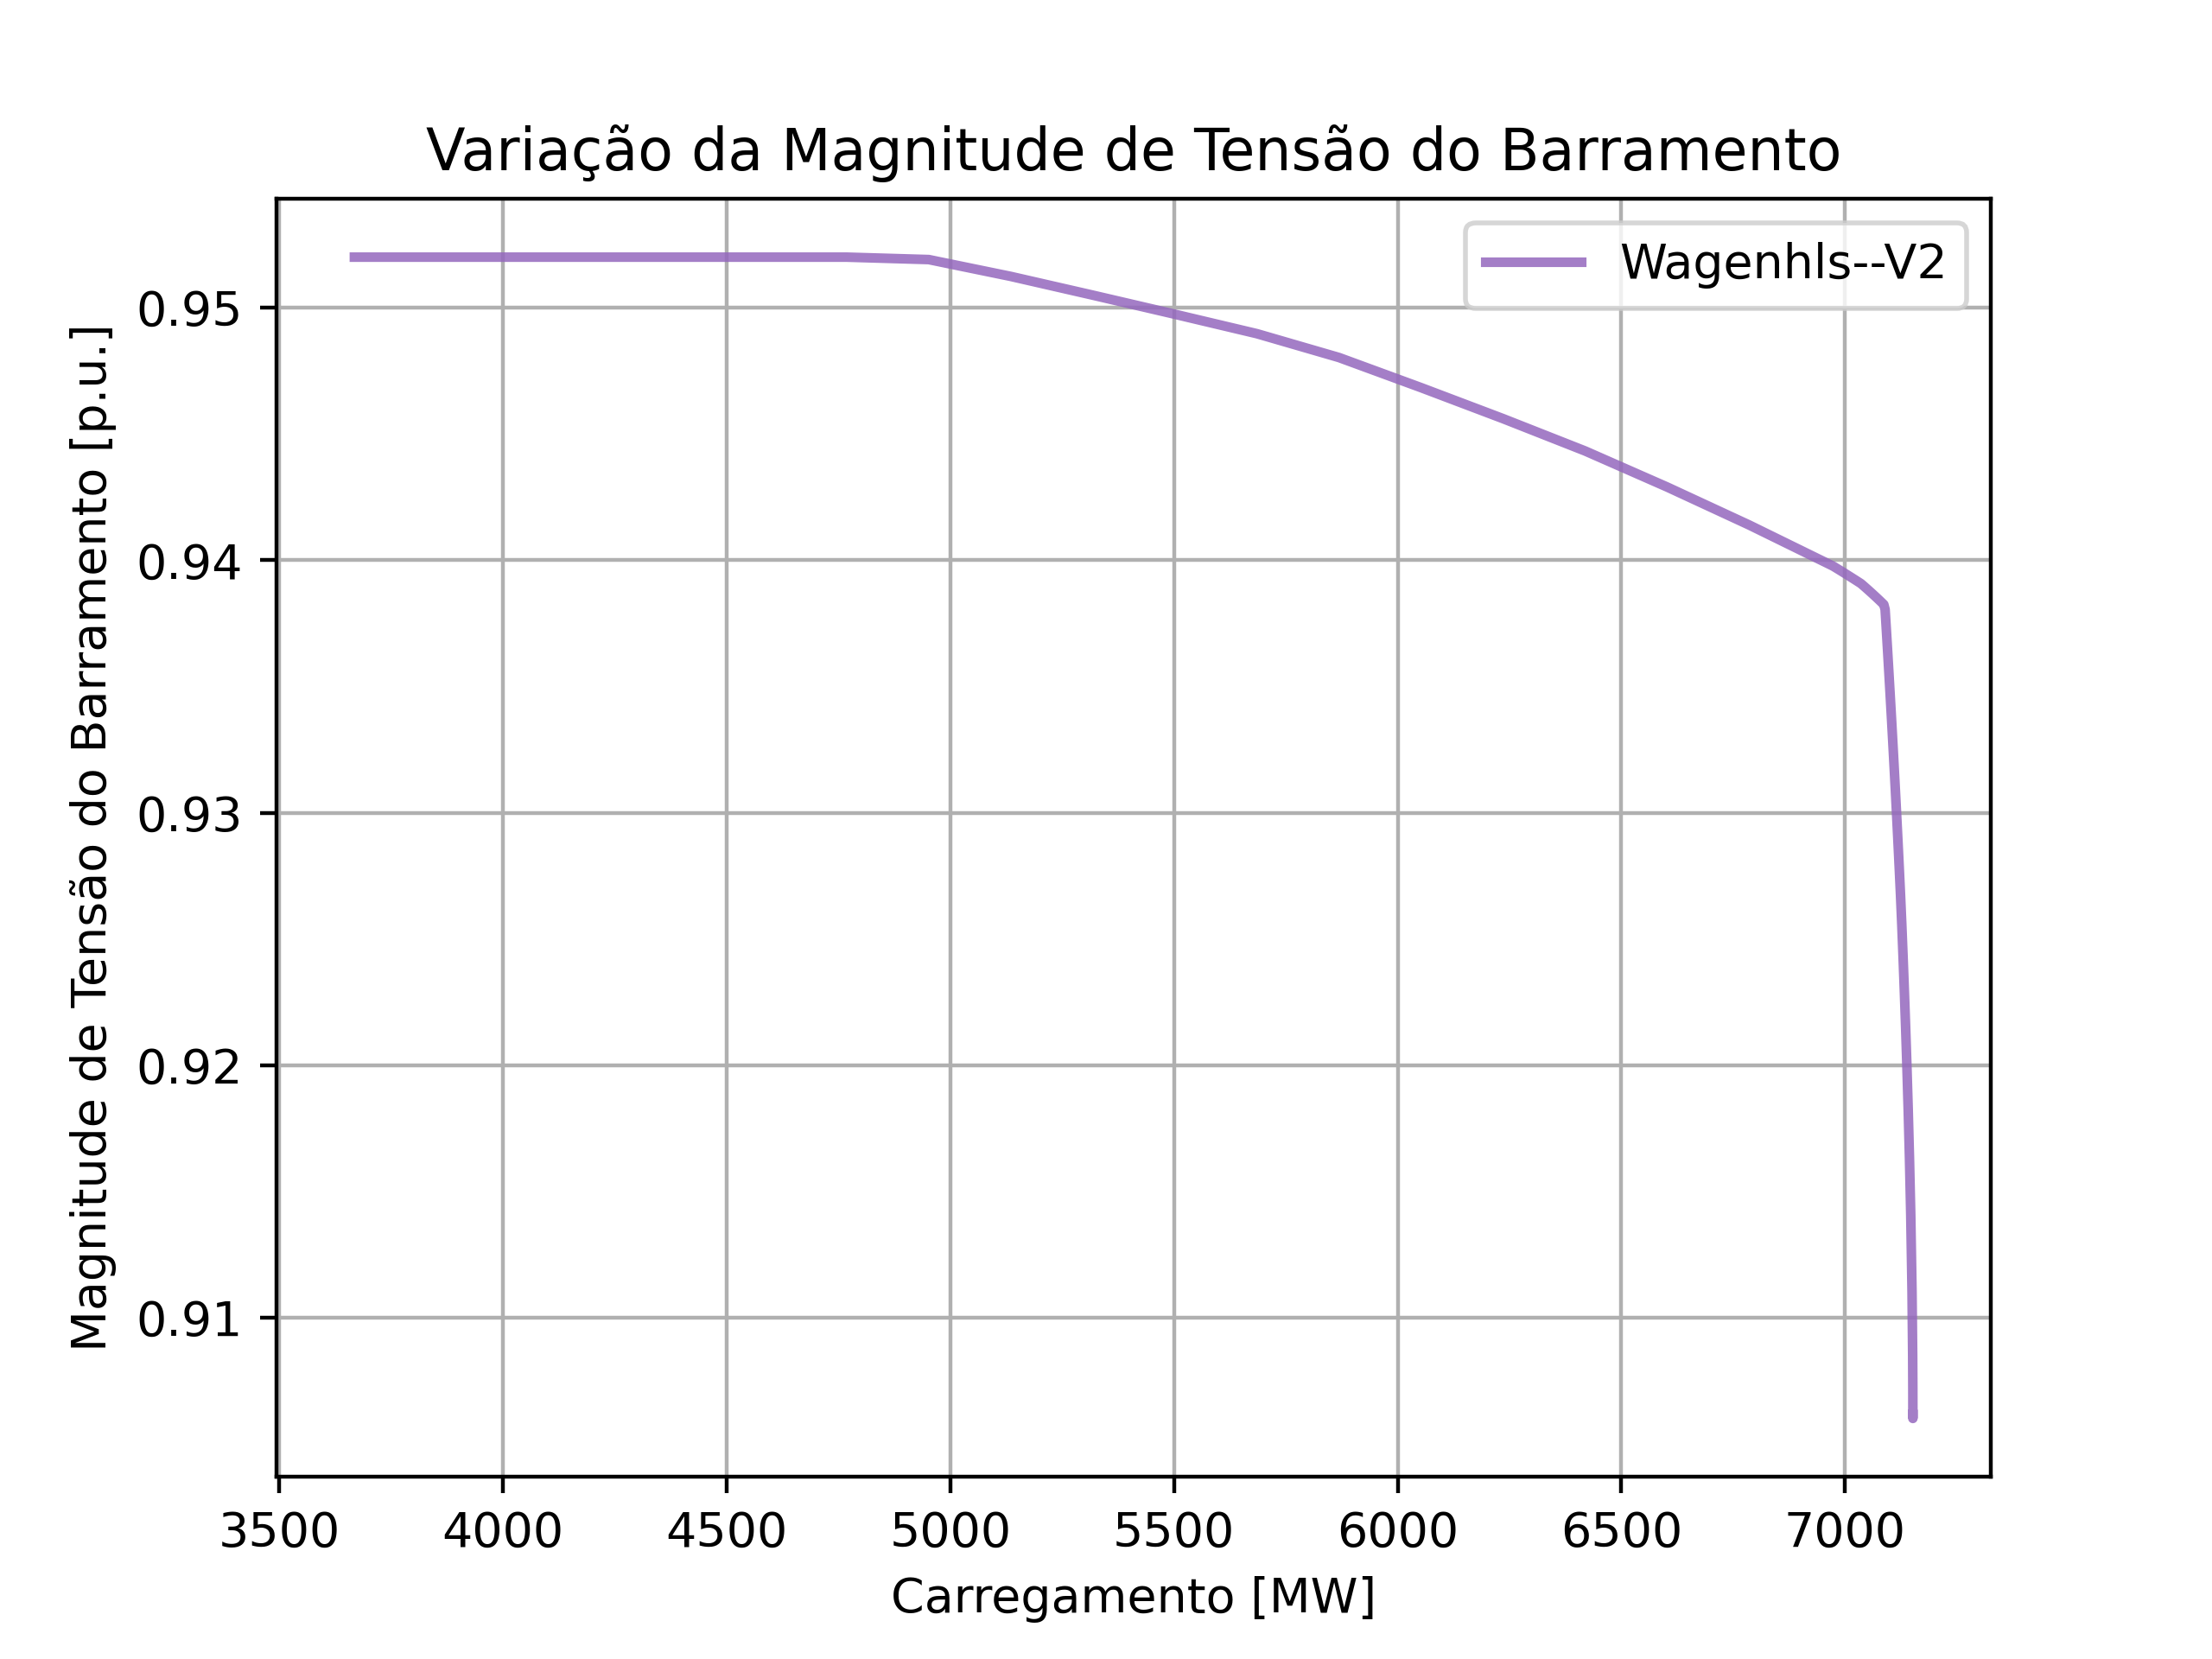 Variação da Magnitude de Tensão do Barramento
Wagenhls--V2
Magnitude de Tensão do Barramento [p.u.]
0.95
0.94
0.93
0.92
0.91
3500 4000 4500 5000 5500 6000 6500 7000
Carregamento [MW]